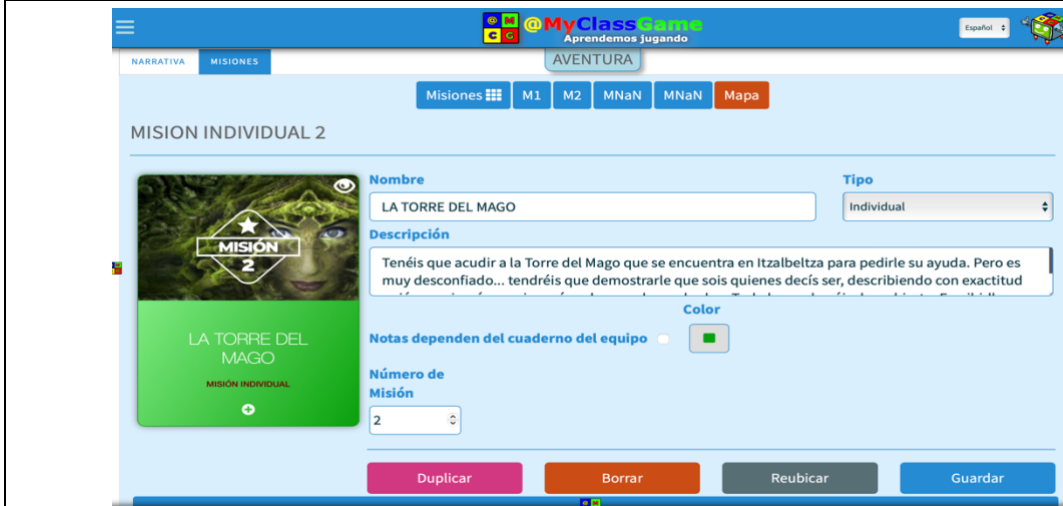 @ M
C G
@MyClassGame
Aprendemos jugando
Español
NARRATIVA
MISIONES
AVENTURA
Misiones
M1
M2
MNaN
MNaN
Mapa
MISION INDIVIDUAL 2
MISIÓN
2
LA TORRE DEL
MAGO
MISIÓN INDIVIDUAL
Nombre
LA TORRE DEL MAGO
Tipo
Individual
Descripción
Tenéis que acudir a la Torre del Mago que se encuentra en Itzalbeltza para pedirle su ayuda. Pero es
muy desconfiado... tendréis que demostrarle que sois quienes decís ser, describiendo con exactitud
Color
Notas dependen del cuaderno del equipo
Número de
Misión
2
Duplicar
Borrar
Reubicar
Guardar